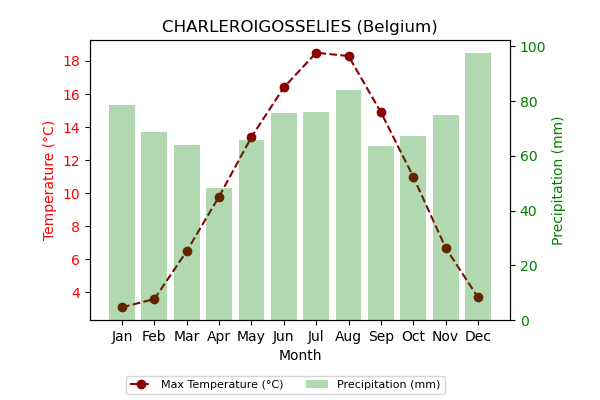 CHARLEROIGOSSELIES (Belgium)
Temperature (°C)
18
16
14
12
10
8
6
4
100
80
60
40
20
0
Precipitation (mm)
Jan Feb Mar Apr May Jun Jul Aug Sep Oct Nov Dec
Month
Max Temperature (°C) Precipitation (mm)